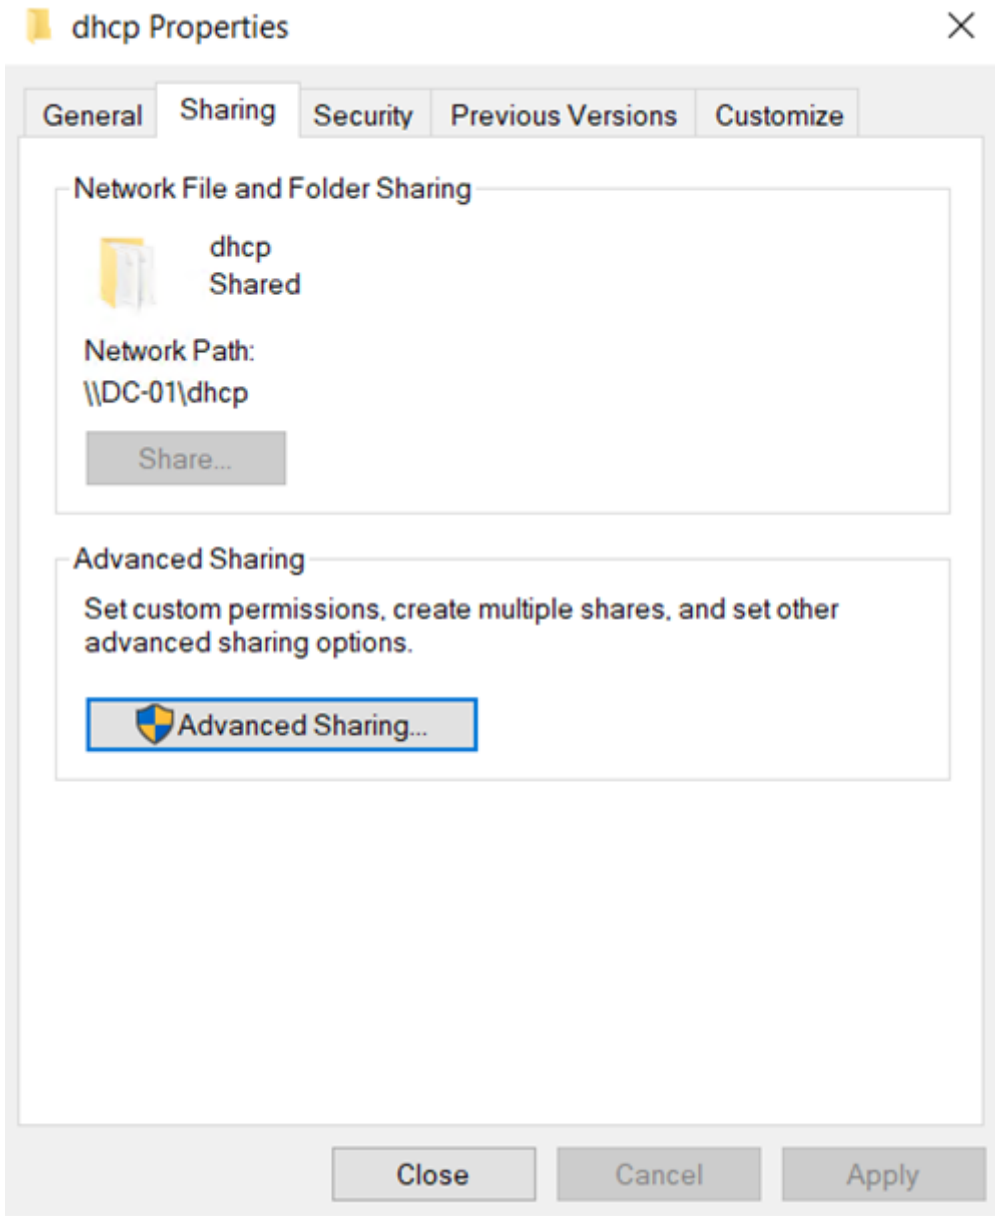 dhcp Properties
General Sharing Security Previous Versions Customize
Network File and Folder Sharing
dhcp
Shared
Network Path:
\\DC-01\dhcp
Share...
Advanced Sharing
Set custom permissions, create multiple shares, and set other
advanced sharing options.
Advanced Sharing...
Close Cancel Apply